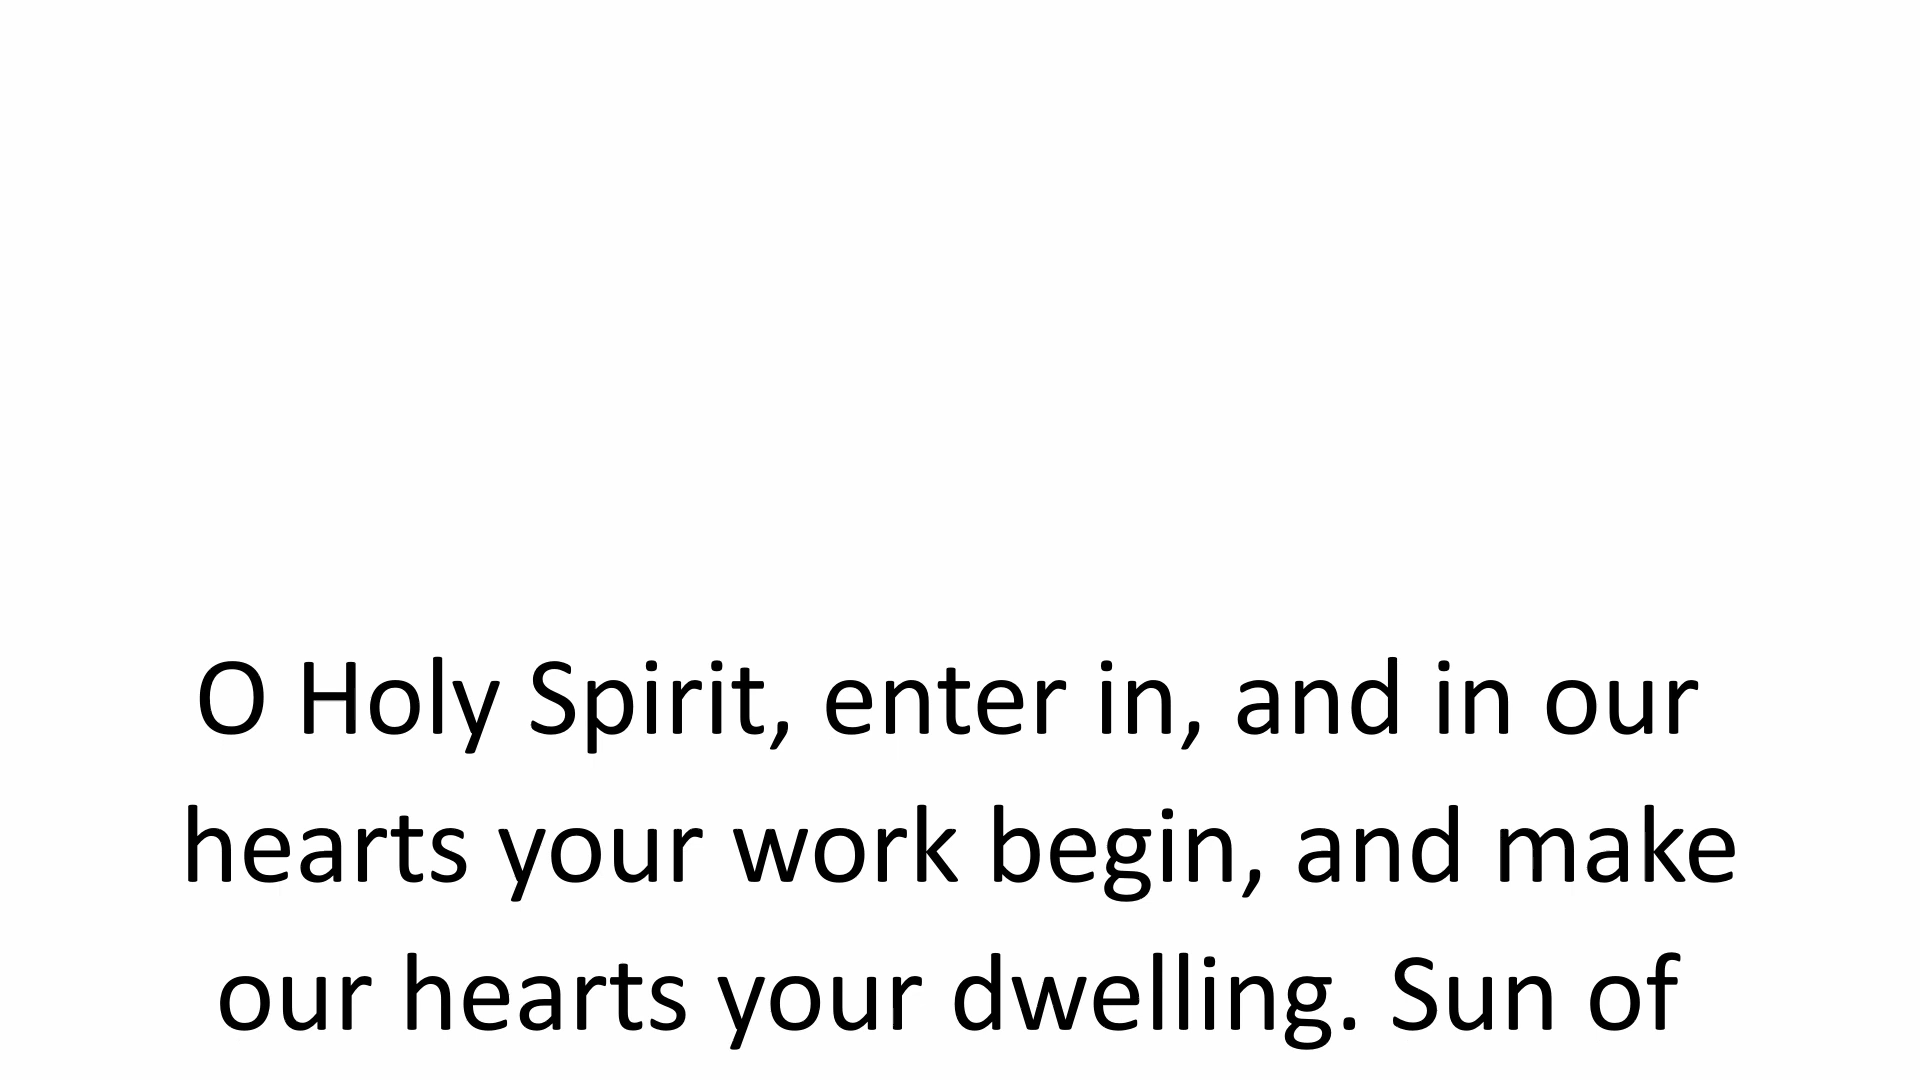 O Holy Spirit, enter in, and in our
hearts your work begin, and make
our hearts your dwelling. Sun of